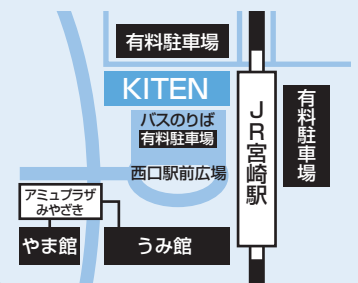 有料駐車場
KITEN
バスのりば
有料駐車場
西口駅前広場
JR宮崎駅
有料駐車場
アミュプラザ
みやざき
やま館
うみ館